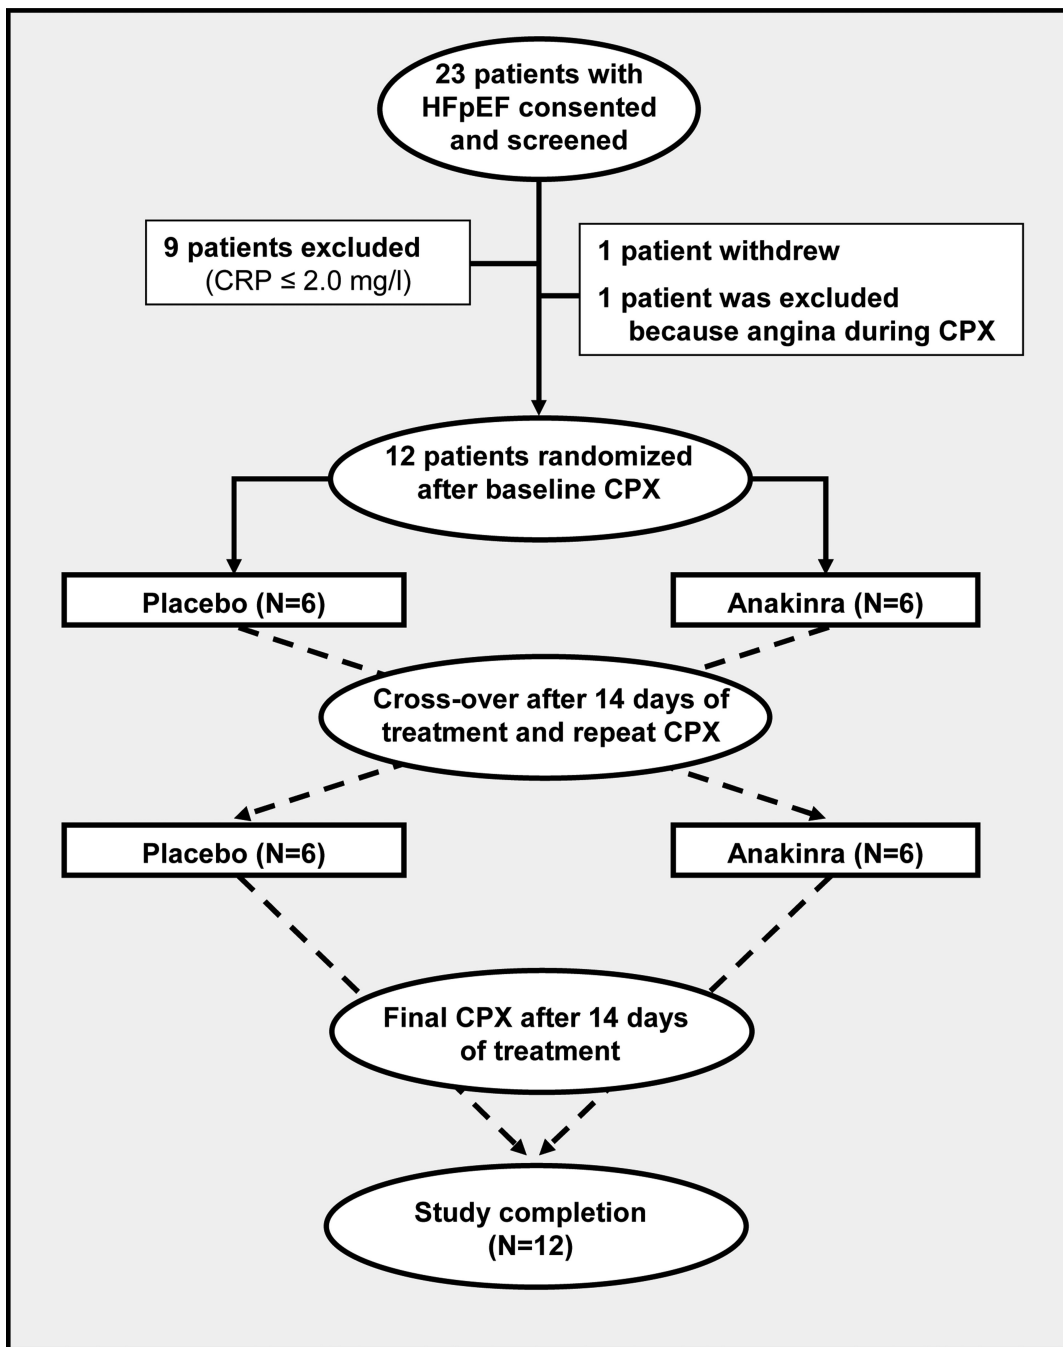 23 patients with
HFpEF consented
and screened
9 patients excluded
(CRP ≤ 2.0 mg/l)
1 patient withdrew
1 patient was excluded
because angina during CPX
12 patients randomized
after baseline CPX
Placebo (N=6)
Anakinra (N=6)
Cross-over after 14 days of
treatment and repeat CPX
Placebo (N=6)
Anakinra (N=6)
Final CPX after 14 days
of treatment
Study completion
(N=12)